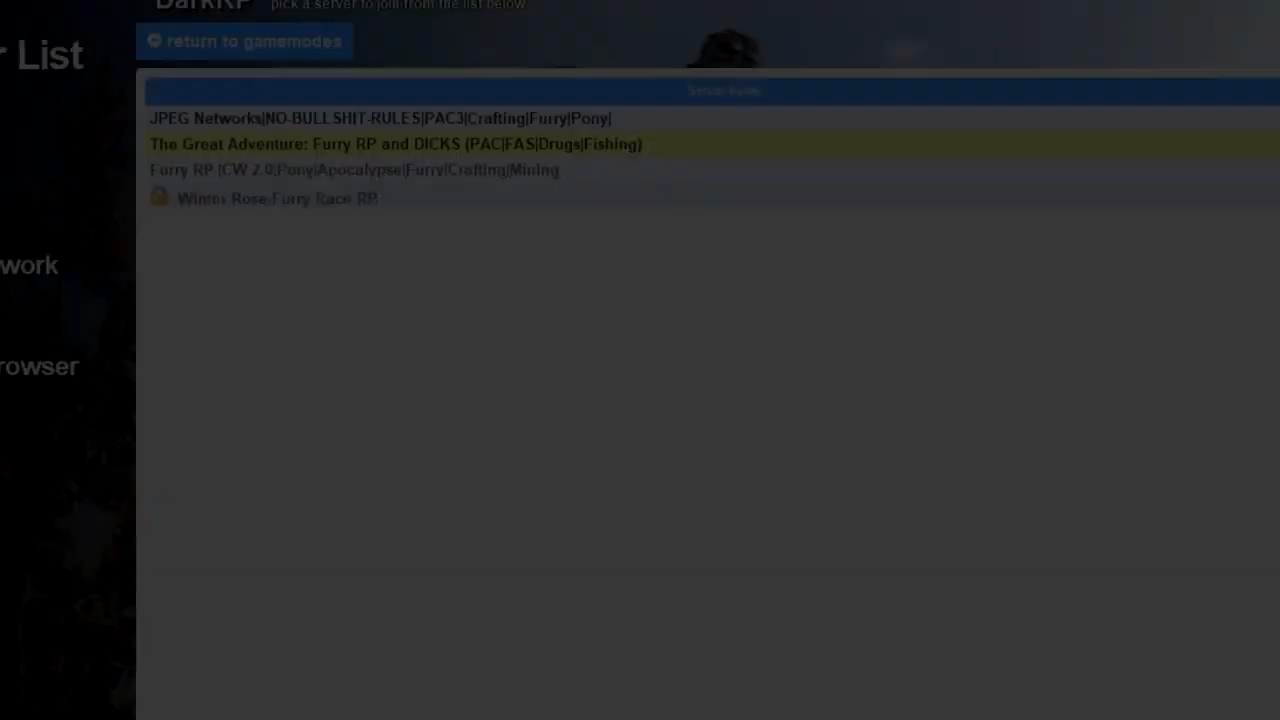 DarkRP pick a server to join from the list below
return to gamemodes
r List
Server Name
JPEG Networks|NO-BULLSHIT-RULES|PAC3|Crafting|Furry|Pony|
The Great Adventure: Furry RP and DICKS (PAC|FAS|Drugs|Fishing)
Furry RP |CW 2.0|Pony|Apocalypse|Furry|Crafting|Mining
Winter Rose Furry Race RP
work
rowser